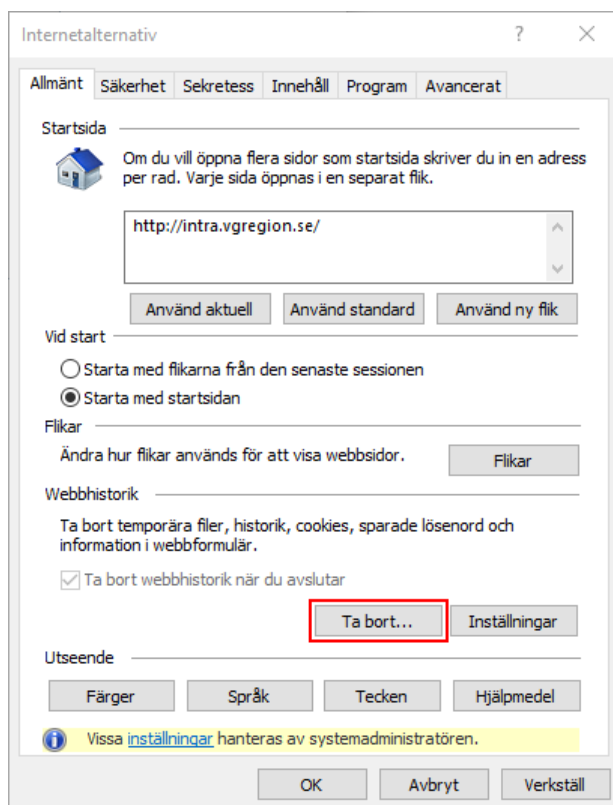 Internetalternativ
Allmänt Säkerhet Sekretess Innehåll Program Avancerat
Startsida
Om du vill öppna flera sidor som startsida skriver du in en adress
per rad. Varje sida öppnas i en separat flik.
http://intra.vgregion.se/
Använd aktuell Använd standard Använd ny flik
Vid start
Starta med flikarna från den senaste sessionen
Starta med startsidan
Flikar
Ändra hur flikar används för att visa webbsidor. Flikar
Webbhistorik
Ta bort temporära filer, historik, cookies, sparade lösenord och
information i webbformulär.
Ta bort webbhistorik när du avslutar
Ta bort... Inställningar
Utseende
Färger Språk Tecken Hjälpmedel
Vissa inställningar hanteras av systemadministratören.
OK Avbryt Verkställ